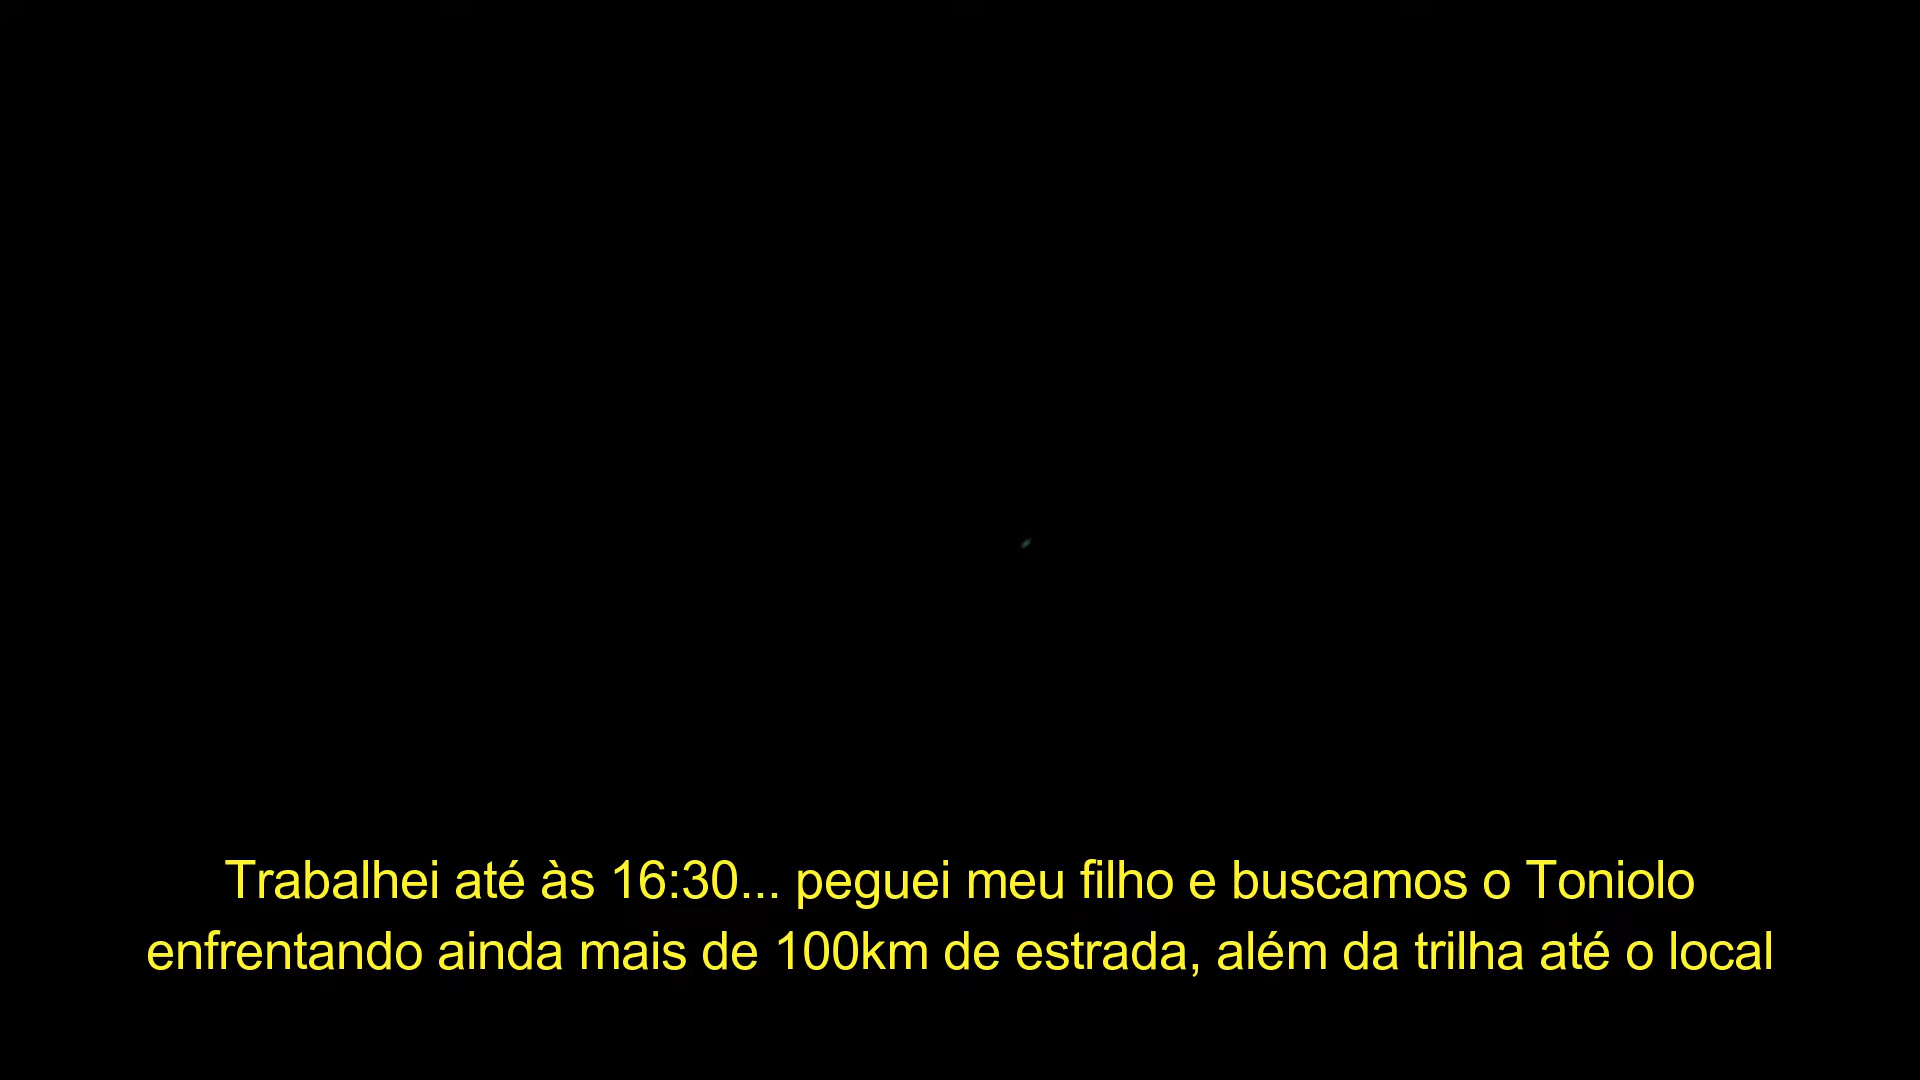 Trabalhei até às 16:30... peguei meu filho e buscamos o Toniolo
enfrentando ainda mais de 100km de estrada, além da trilha até o local